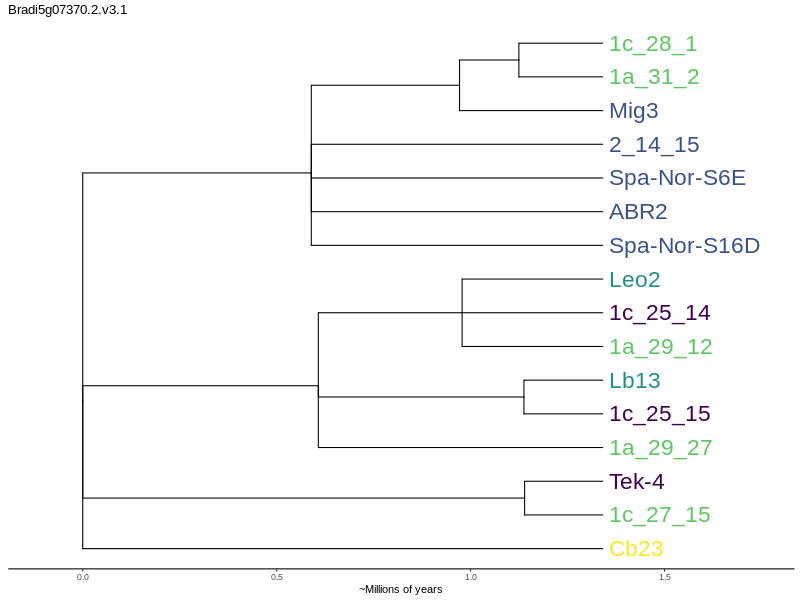 Bradi5g07370.2.v3.1
1c_28_1
1a_31_2
Mig3
2_14_15
Spa-Nor-S6E
ABR2
Spa-Nor-S16D
Leo2
1c_25_14
1a_29_12
Lb13
1c_25_15
1a_29_27
Tek-4
1c_27_15
Cb23
0.0 0.5 1.0 1.5
~Millions of years